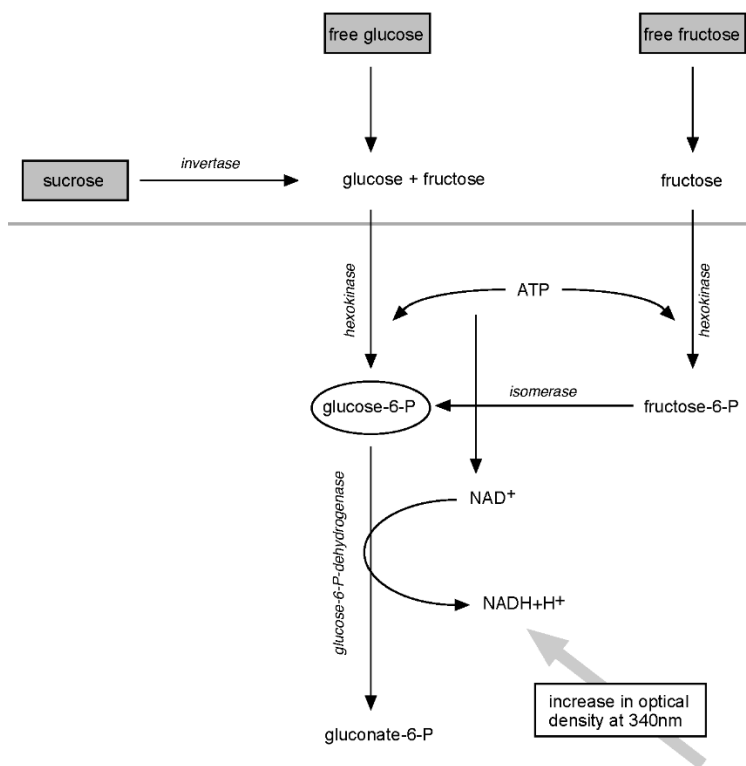 free glucose
free fructose
invertase
sucrose
glucose + fructose
fructose
hexokinase
ATP
hexokinase
isomerase
glucose-6-P
fructose-6-P
glucose-6-P-dehydrogenase
NAD+
NADH+H+
increase in optical
density at 340nm
gluconate-6-P